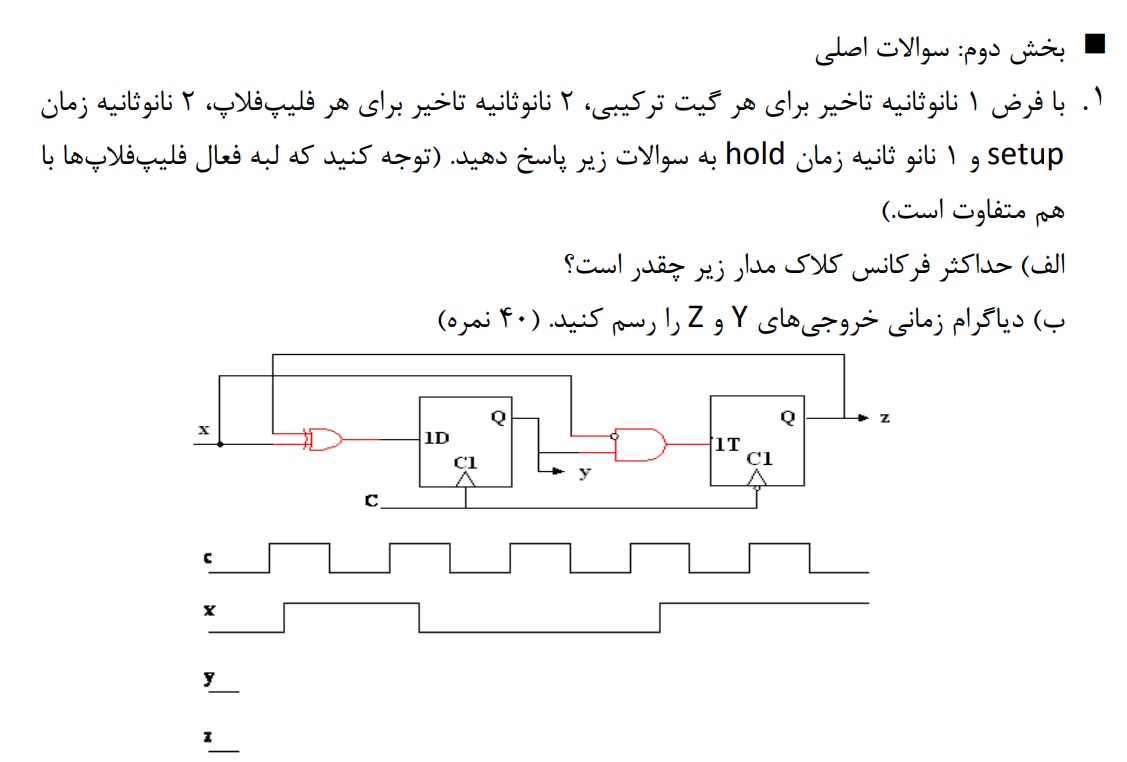 ■ بخش دوم: سوالات اصلی
۱. با فرض ۱ نانوثانیه تاخیر برای هر گیت ترکیبی، ۲ نانوثانیه تاخیر برای هر فلیپ‌فلاپ، ۲ نانوثانیه زمان
setup و ۱ نانو ثانیه زمان hold به سوالات زیر پاسخ دهید. (توجه کنید که لبه فعال فلیپ‌فلاپ‌ها با
هم متفاوت است.)
الف) حداکثر فرکانس کلاک مدار زیر چقدر است؟
ب) دیاگرام زمانی خروجی‌های Y و Z را رسم کنید. (۴۰ نمره)
x
1D
Q
C1
y
1T
Q
C1
z
C
c
x
y
z